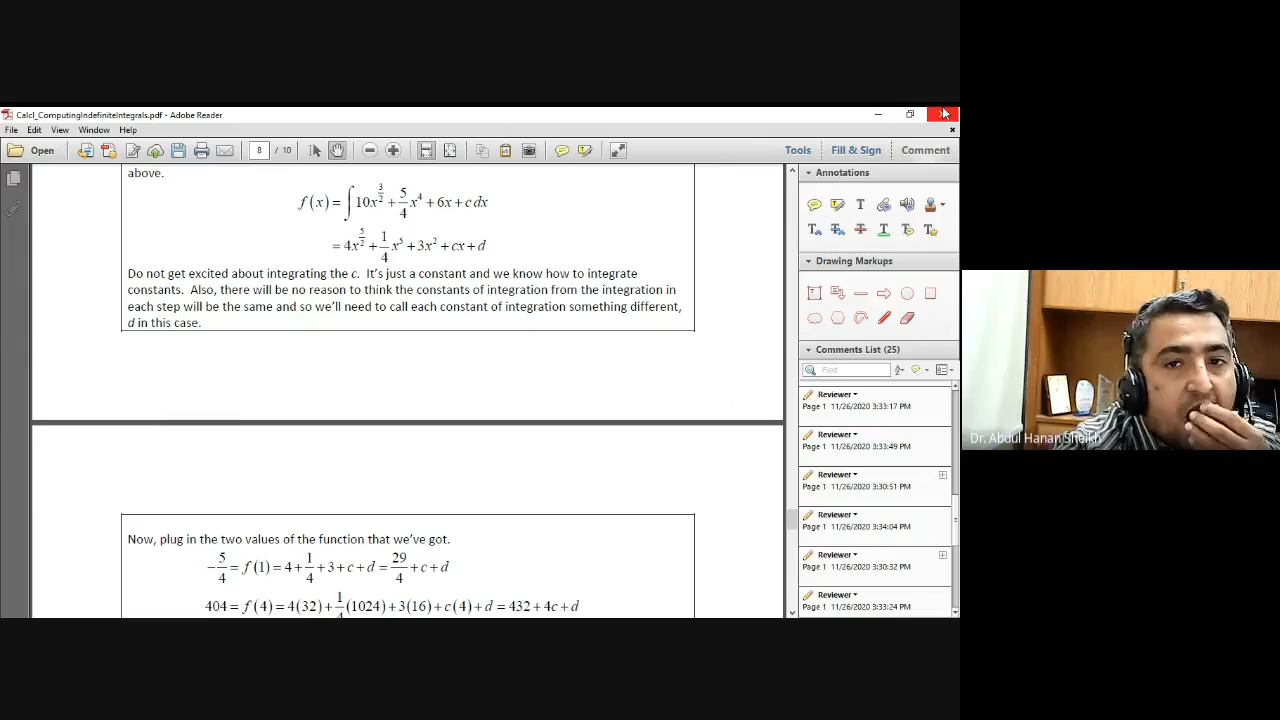 CalcI_ComputingIndefiniteIntegrals.pdf - Adobe Reader
File Edit View Window Help
Open 8 / 10 Tools Fill & Sign Comment
above.
f(x) = ∫ 10x^{3/2} + 5/4 x^4 + 6x + c dx
= 4x^{5/2} + 1/4 x^5 + 3x^2 + cx + d
Do not get excited about integrating the c. It's just a constant and we know how to integrate
constants. Also, there will be no reason to think the constants of integration from the integration in
each step will be the same and so we'll need to call each constant of integration something different,
d in this case.
Now, plug in the two values of the function that we've got.
-5/4 = f(1) = 4 + 1/4 + 3 + c + d = 29/4 + c + d
404 = f(4) = 4(32) + 1/4 (1024) + 3(16) + c(4) + d = 432 + 4c + d
Annotations
Drawing Markups
Comments List (25)
Find
Reviewer
Page 1 11/26/2020 3:33:17 PM
Reviewer
Page 1 11/26/2020 3:33:49 PM
Reviewer
Page 1 11/26/2020 3:30:51 PM
Reviewer
Page 1 11/26/2020 3:34:04 PM
Reviewer
Page 1 11/26/2020 3:30:32 PM
Reviewer
Page 1 11/26/2020 3:33:24 PM
Dr. Abdul Hanan Sheikh